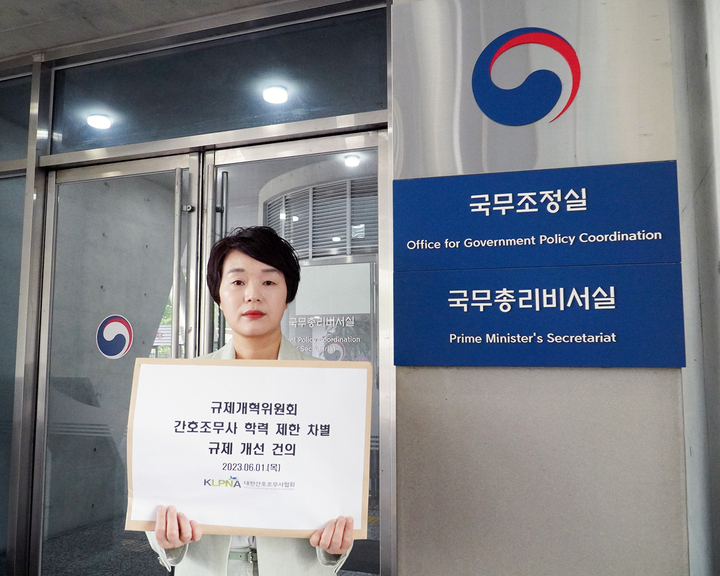 국무조정실
Office for Government Policy Coordination
국무총리비서실
Prime Minister's Secretariat
국무총리비서실
Policy Coordination
Secretariat
규제개혁위원회
간호조무사 학력 제한 차별
규제 개선 건의
2023.06.01.(목)
KLPNA 대한간호조무사협회